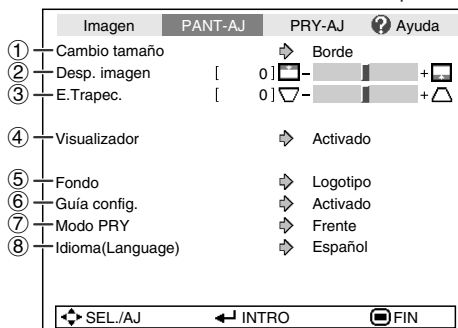 Imagen PANT-AJ PRY-AJ ? Ayuda
① Cambio tamaño Borde
② Desp. imagen [ 0 ] – +
③ E.Trapec. [ 0 ] – +
④ Visualizador Activado
⑤ Fondo Logotipo
⑥ Guía config. Activado
⑦ Modo PRY Frente
⑧ Idioma(Language) Español
SEL./AJ INTRO FIN